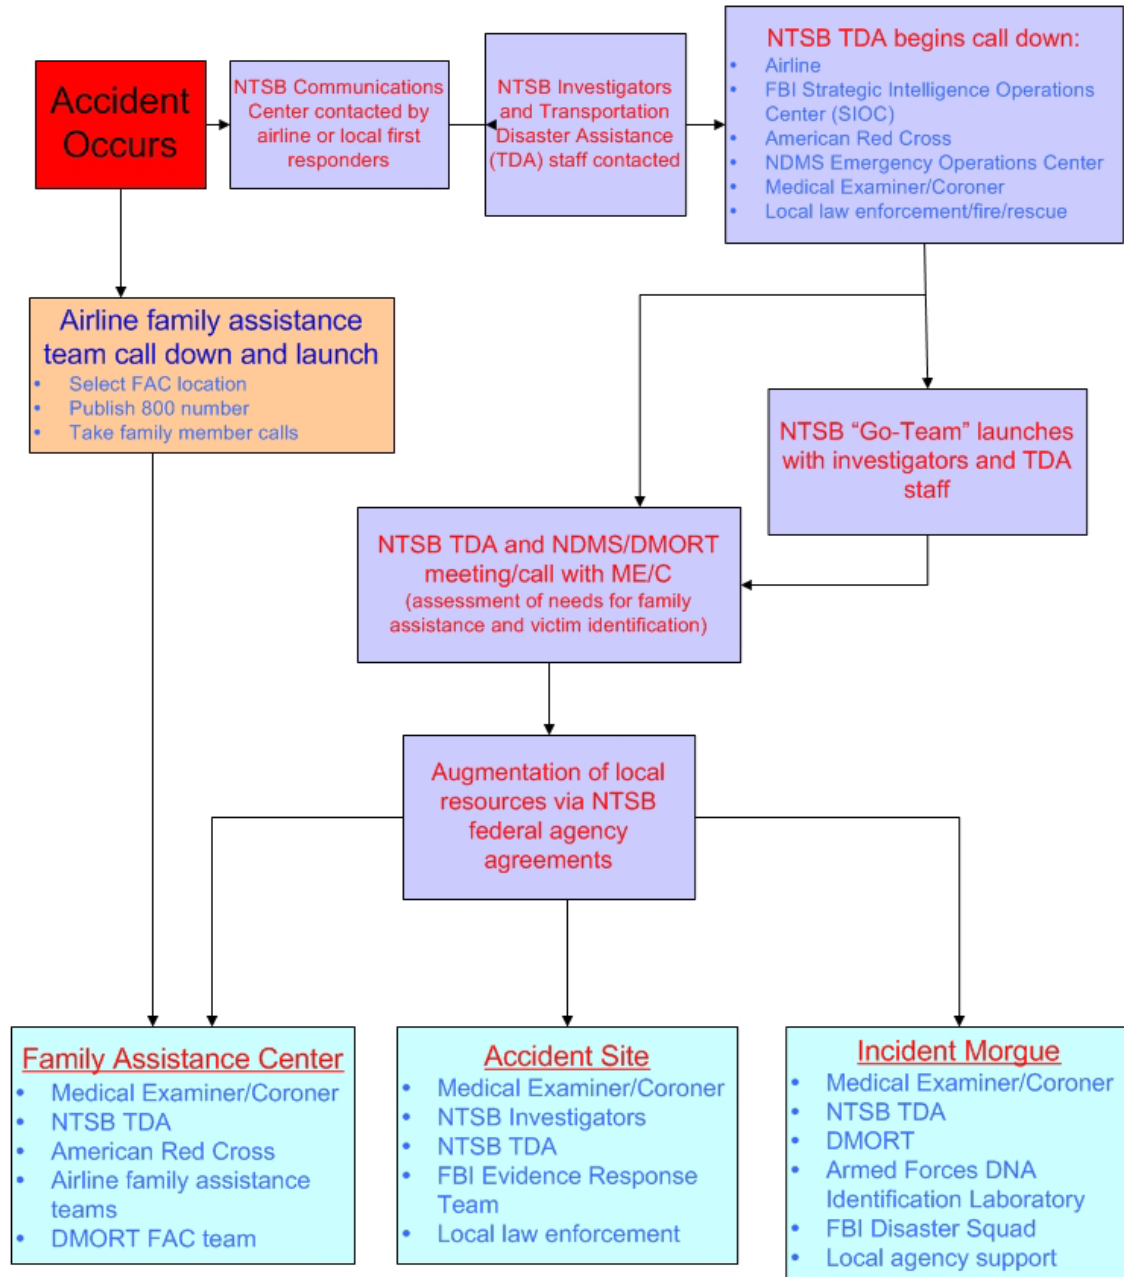 Accident
Occurs
NTSB Communications
Center contacted by
airline or local first
responders
NTSB Investigators
and Transportation
Disaster Assistance
(TDA) staff contacted
NTSB TDA begins call down:
• Airline
• FBI Strategic Intelligence Operations
Center (SIOC)
• American Red Cross
• NDMS Emergency Operations Center
• Medical Examiner/Coroner
• Local law enforcement/fire/rescue
Airline family assistance
team call down and launch
• Select FAC location
• Publish 800 number
• Take family member calls
NTSB “Go-Team” launches
with investigators and TDA
staff
NTSB TDA and NDMS/DMORT
meeting/call with ME/C
(assessment of needs for family
assistance and victim identification)
Augmentation of local
resources via NTSB
federal agency
agreements
Family Assistance Center
• Medical Examiner/Coroner
• NTSB TDA
• American Red Cross
• Airline family assistance
teams
• DMORT FAC team
Accident Site
• Medical Examiner/Coroner
• NTSB Investigators
• NTSB TDA
• FBI Evidence Response
Team
• Local law enforcement
Incident Morgue
• Medical Examiner/Coroner
• NTSB TDA
• DMORT
• Armed Forces DNA
Identification Laboratory
• FBI Disaster Squad
• Local agency support